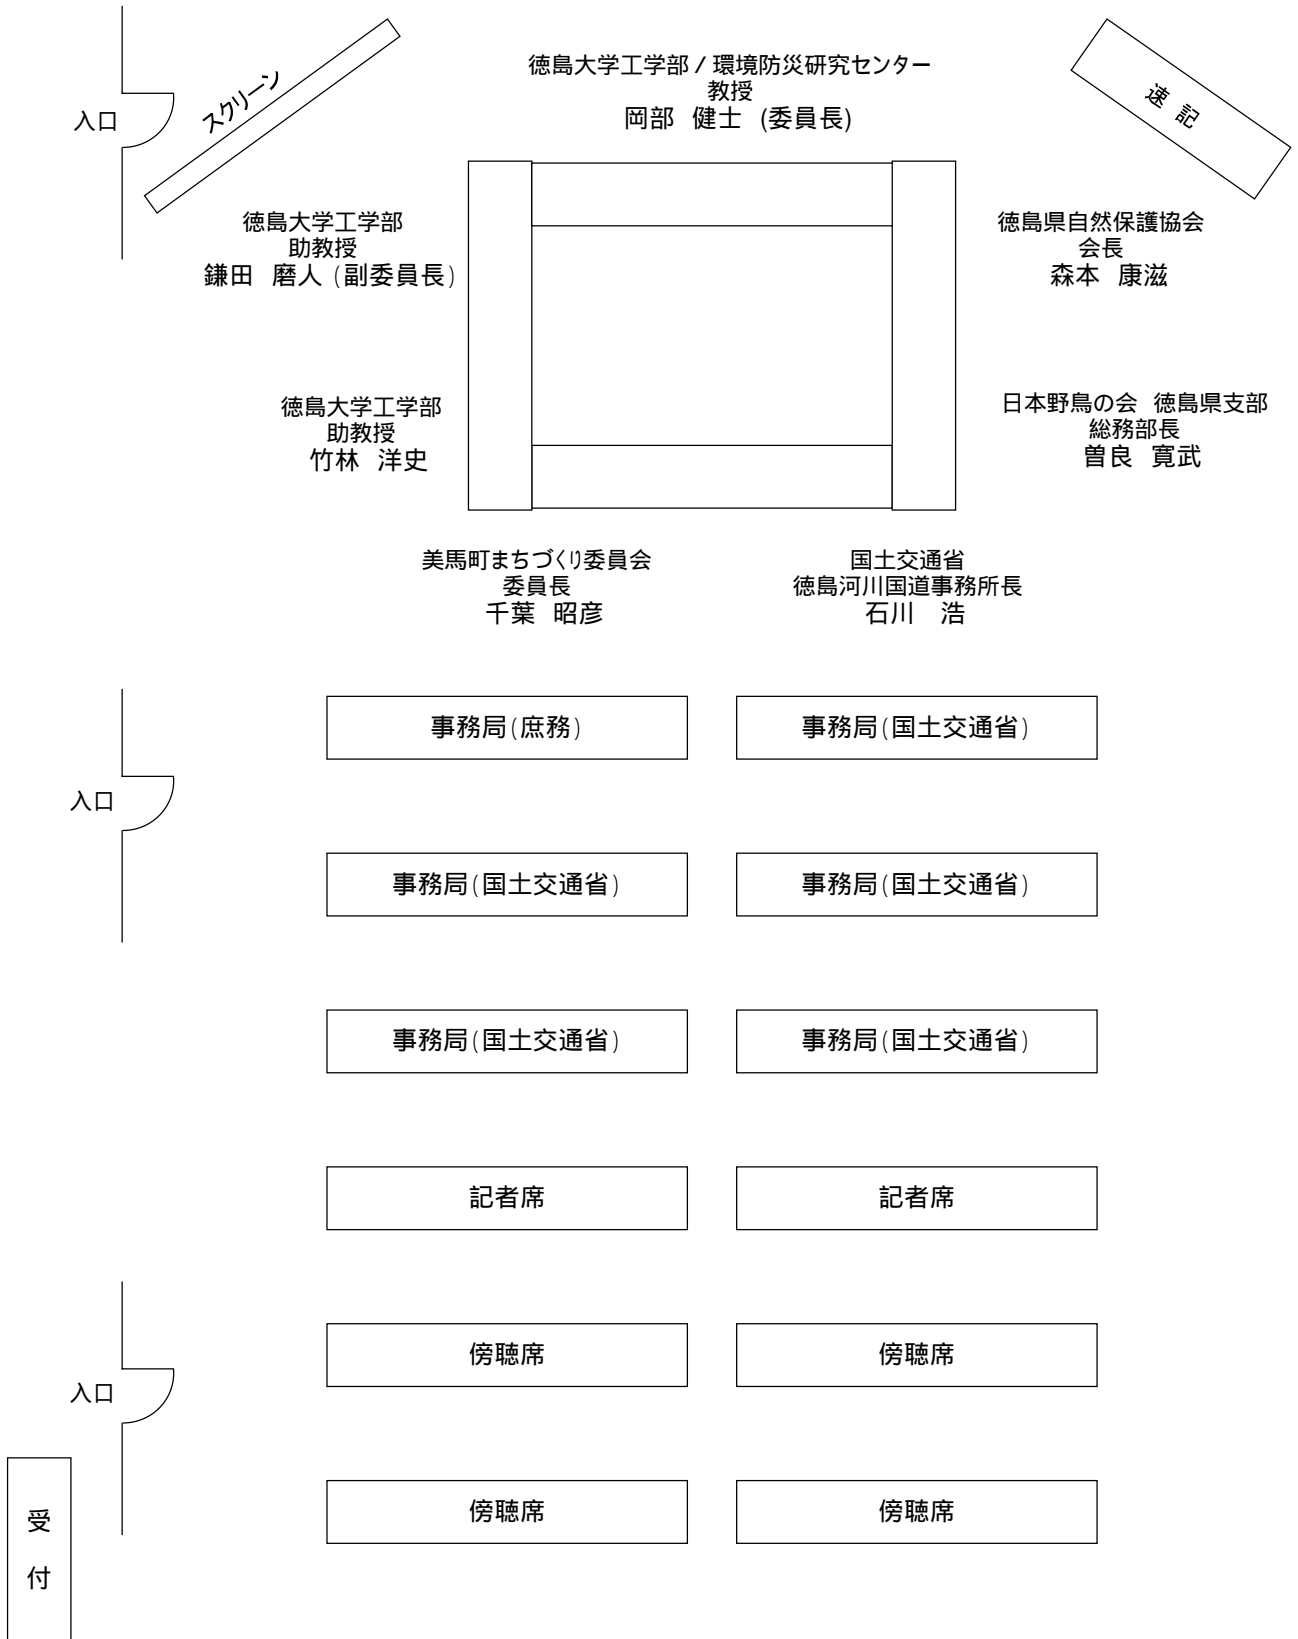 スクリーン
入口
徳島大学工学部 / 環境防災研究センター
教授
岡部 健士 (委員長)
速記
徳島大学工学部
助教授
鎌田 磨人 (副委員長)
徳島県自然保護協会
会長
森本 康滋
徳島大学工学部
助教授
竹林 洋史
日本野鳥の会 徳島県支部
総務部長
曽良 寛武
美馬町まちづくり委員会
委員長
千葉 昭彦
国土交通省
徳島河川国道事務所長
石川 浩
事務局(庶務)
事務局(国土交通省)
入口
事務局(国土交通省)
事務局(国土交通省)
事務局(国土交通省)
事務局(国土交通省)
記者席
記者席
傍聴席
傍聴席
入口
傍聴席
傍聴席
受付